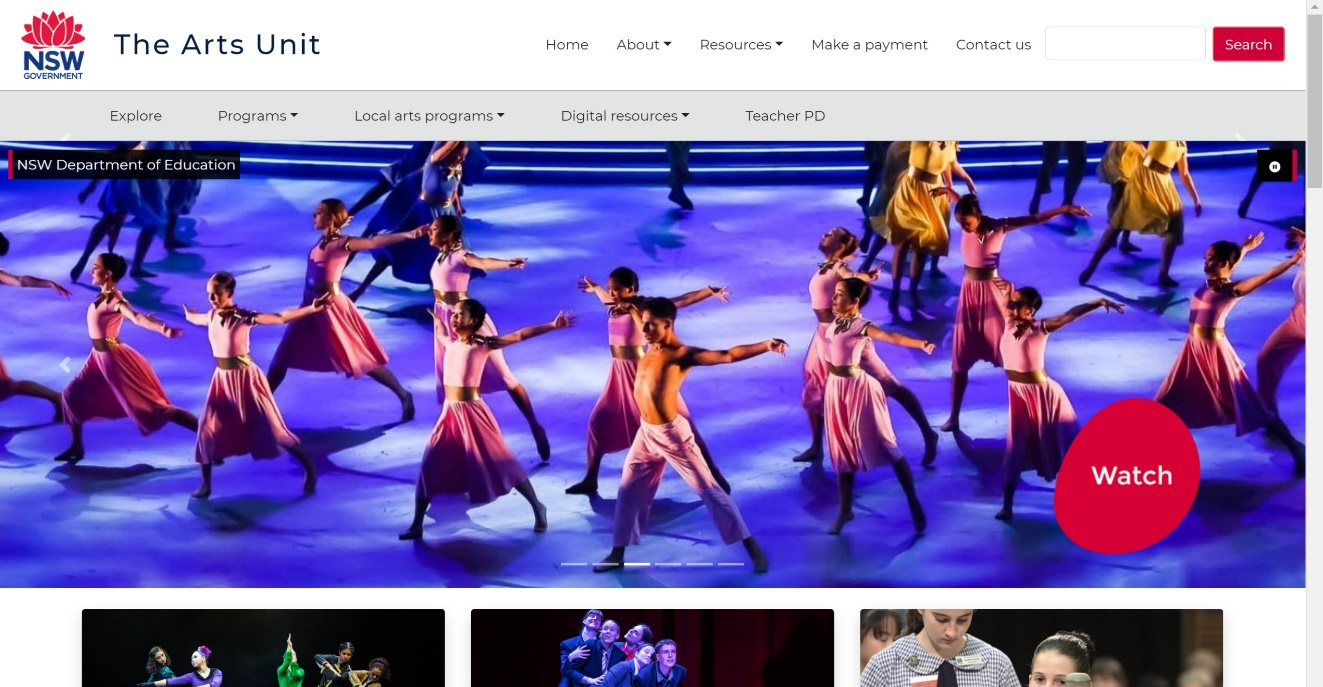 NSW
GOVERNMENT
The Arts Unit
Home About Resources Make a payment Contact us Search
Explore Programs Local arts programs Digital resources Teacher PD
NSW Department of Education
Watch